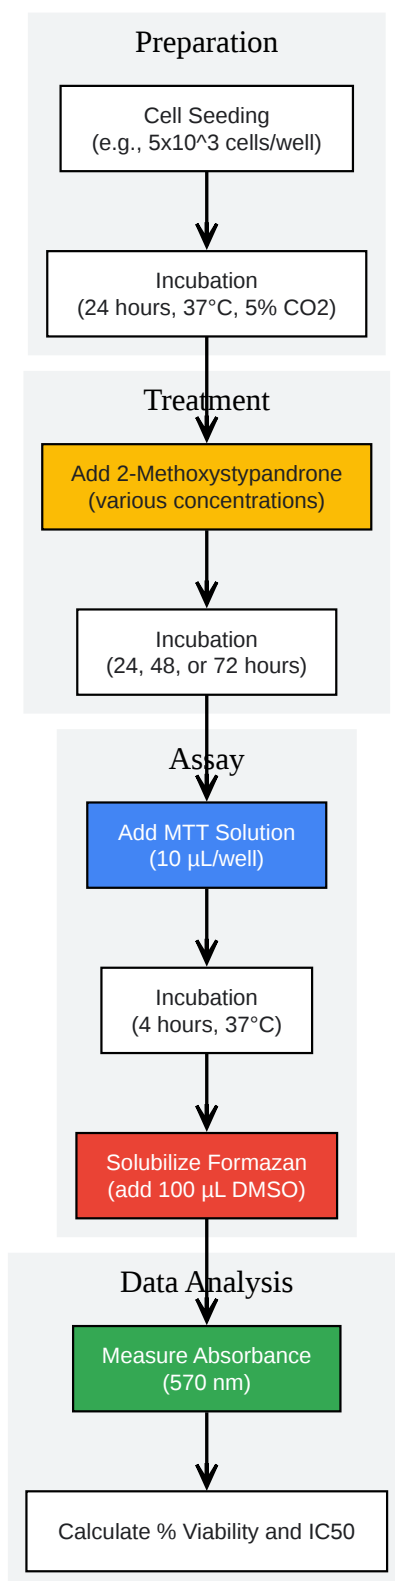 Preparation
Cell Seeding
(e.g., 5x10^3 cells/well)
Incubation
(24 hours, 37°C, 5% CO2)
Treatment
Add 2-Methoxystypandrone
(various concentrations)
Incubation
(24, 48, or 72 hours)
Assay
Add MTT Solution
(10 µL/well)
Incubation
(4 hours, 37°C)
Solubilize Formazan
(add 100 µL DMSO)
Data Analysis
Measure Absorbance
(570 nm)
Calculate % Viability and IC50